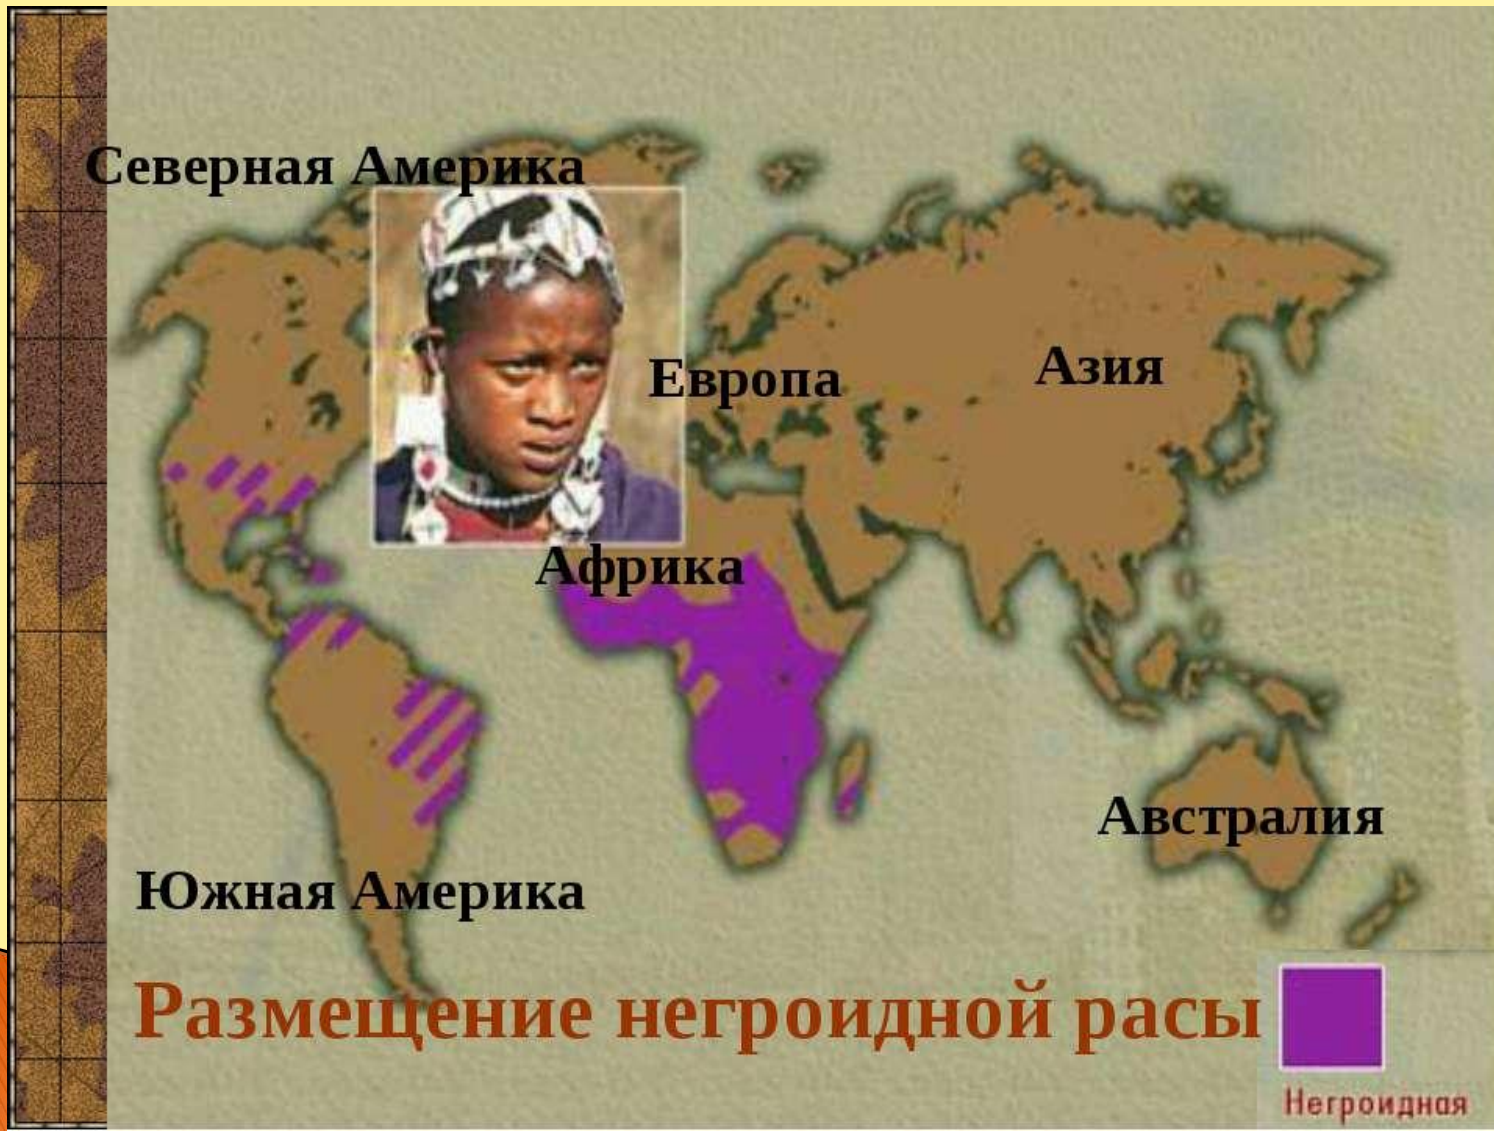 Северная Америка
Европа
Азия
Африка
Австралия
Южная Америка
Размещение негроидной расы
Негроидная